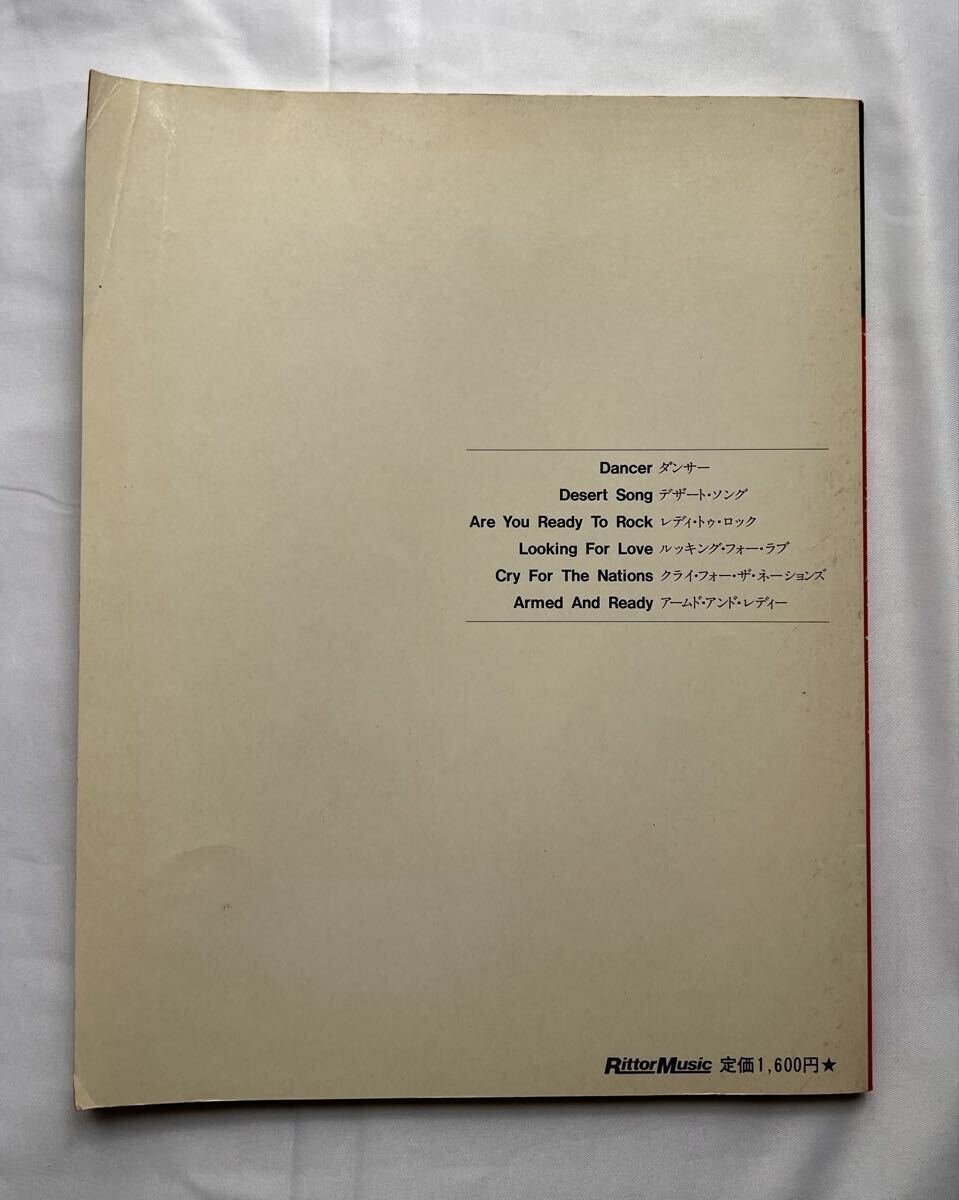 Dancer ダンサー
Desert Song デザート・ソング
Are You Ready To Rock レディ・トゥ・ロック
Looking For Love ルッキング・フォー・ラブ
Cry For The Nations クライ・フォー・ザ・ネーションズ
Armed And Ready アームド・アンド・レディー
RittorMusic 定価1,600円★